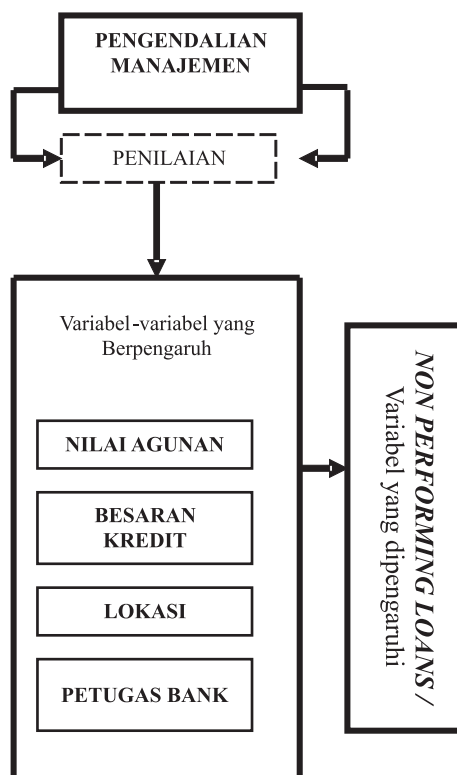 PENGENDALIAN
MANAJEMEN
PENILAIAN
Variabel-variabel yang
Berpengaruh
NILAI AGUNAN
BESARAN
KREDIT
LOKASI
PETUGAS BANK
NON PERFORMING LOANS /
Variabel yang dipengaruhi